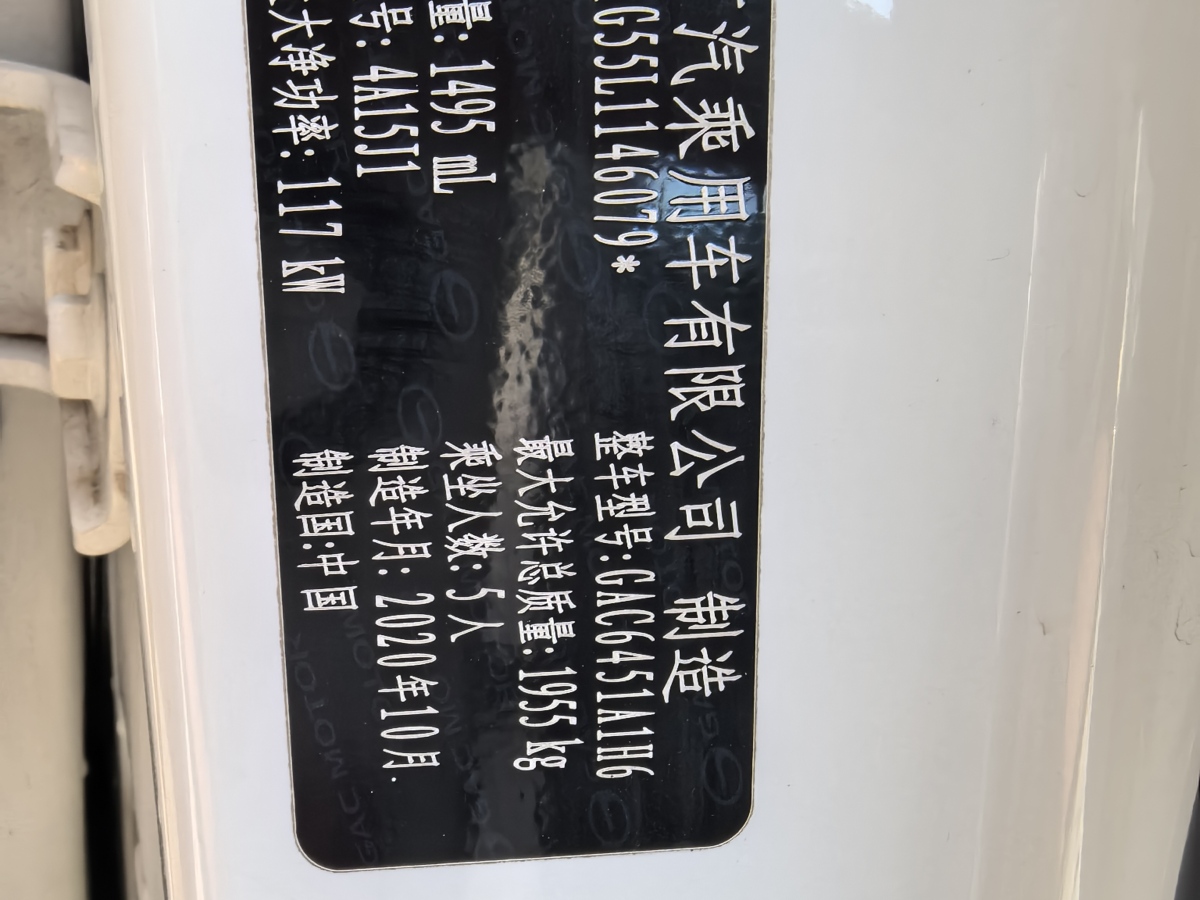 汽乘用车有限公司 制造
G55L1146079* 整车型号:GAC6451A1H6
最大允许总质量:1955kg
量:1495 mL 乘坐人数:5人
号:4A15J1 制造年月:2020年10月
大净功率:117 kW 制造国:中国